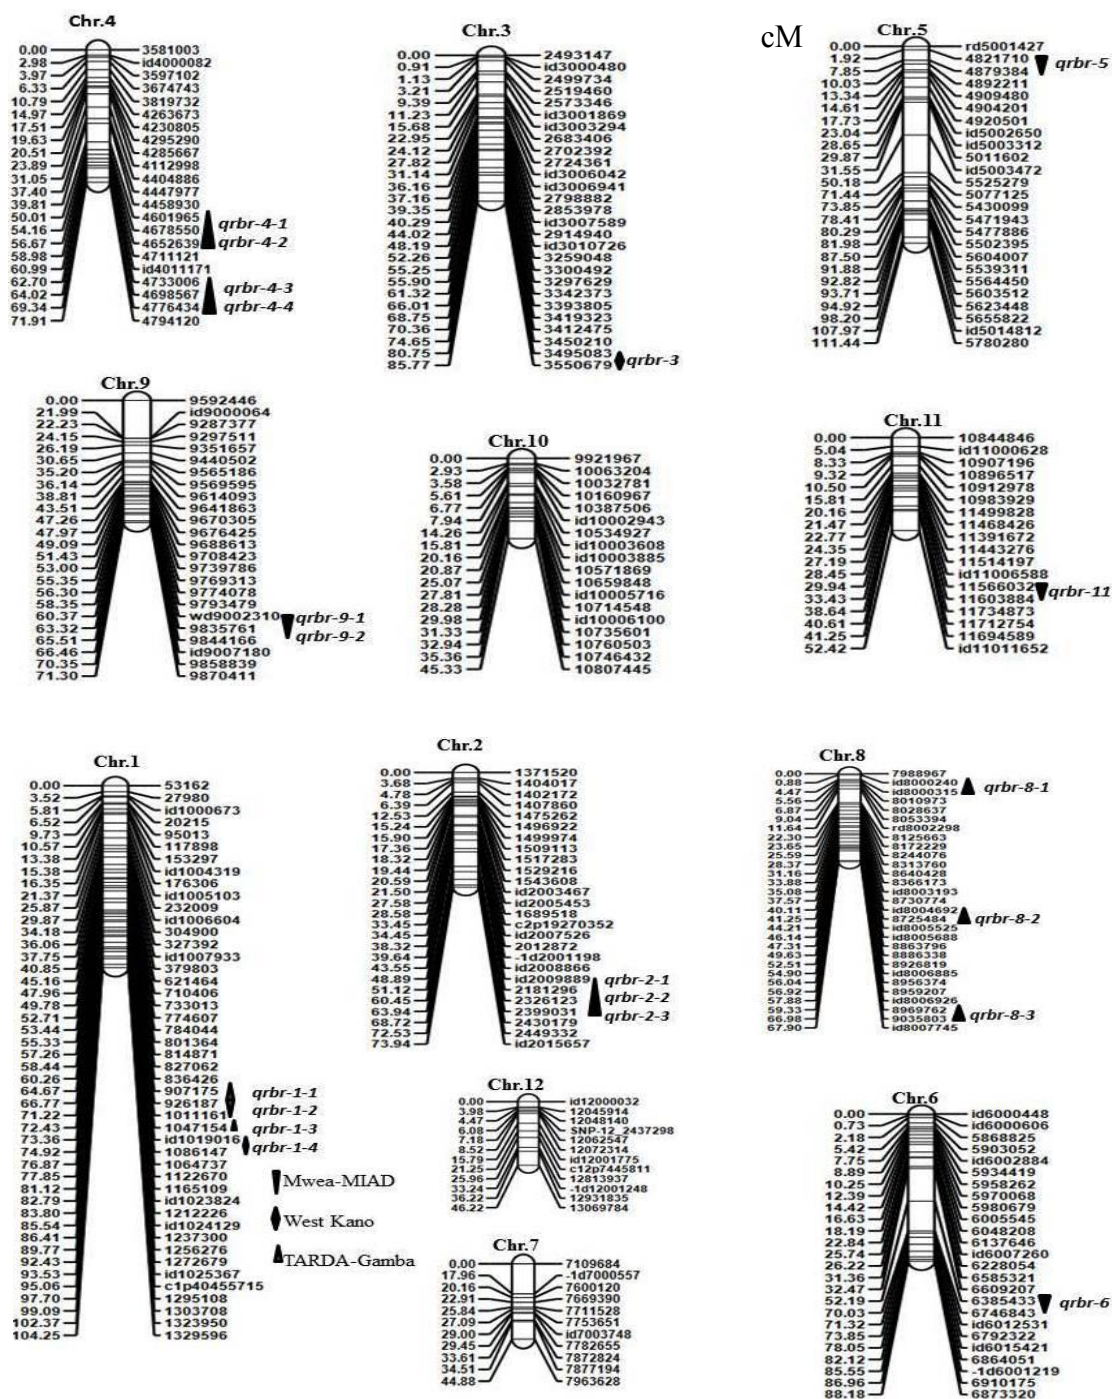 Chr.4
0.00 3581003
2.98 id4000082
3.97 3597102
6.33 3674743
10.79 3819732
14.97 4263673
17.51 4230805
19.63 4295290
20.51 4285667
23.89 4112998
31.05 4404886
37.40 4447977
39.81 4458930
50.01 4601965
54.16 4678550 qrbr-4-1
56.67 4652639 qrbr-4-2
58.98 4711121
60.99 id4011171
62.70 4733006 qrbr-4-3
64.02 4698567
69.34 4776434 qrbr-4-4
71.91 4794120
Chr.3
0.00 2493147
0.91 id3000480
1.13 2499734
3.21 2519460
9.39 2573346
11.23 id3001869
15.68 id3003294
22.95 2683406
24.12 2702392
27.82 2724361
31.14 id3006042
36.16 id3006941
37.16 2798882
39.35 2853978
40.29 id3007589
44.02 2914940
48.19 id3010726
52.26 3259048
55.25 3300492
55.90 3297629
61.32 3342373
66.01 3393805
68.75 3419323
70.36 3412475
74.65 3450210
80.75 3495083
85.77 3550679 qrbr-3
cM
Chr.5
0.00 rd5001427
1.92 4821710 qrbr-5
7.85 4879384
10.03 4892211
13.34 4909480
14.61 4904201
17.73 4920501
23.04 id5002650
28.65 id5003312
29.87 5011602
31.55 id5003472
50.18 5525279
71.44 5077125
73.85 5430099
78.41 5471943
80.29 5477886
81.98 5502395
87.50 5604007
91.88 5539311
92.82 5564450
93.71 5603512
94.92 5623448
98.20 5655822
107.97 id5014812
111.44 5780280
Chr.9
0.00 9592446
21.99 id9000064
22.23 9287377
24.15 9297511
26.19 9351657
30.65 9440502
35.20 9565186
36.14 9569595
38.81 9614093
43.51 9641863
47.26 9670305
47.97 9676425
49.09 9688613
51.43 9708423
53.00 9739786
55.35 9769313
56.30 9774078
58.35 9793479
60.37 wd9002310 qrbr-9-1
63.32 9835761 qrbr-9-2
65.51 9844166
66.46 id9007180
70.35 9858839
71.30 9870411
Chr.10
0.00 9921967
2.93 10063204
3.58 10032781
5.61 10160967
6.77 10387506
7.94 id10002943
14.26 10534927
15.81 id10003608
20.16 id10003885
20.87 10571869
25.07 10659848
27.81 id10005716
28.28 10714548
29.98 id10006100
31.33 10735601
32.94 10760503
35.36 10746432
45.33 10807445
Chr.11
0.00 10844846
5.04 id11000628
8.33 10907196
9.32 10896517
10.50 10912978
15.81 10983929
20.16 11499828
21.47 11468426
22.77 11391672
24.35 11443276
27.19 11514197
28.45 id11006588
29.94 11566032 qrbr-11
33.43 11603884
38.64 11734873
40.61 11712754
41.25 11694589
52.42 id11011652
Chr.1
0.00 53162
3.52 27980
5.81 id1000673
6.52 20215
9.73 95013
10.57 117898
13.38 153297
15.38 id1004319
16.35 176306
21.37 id1005103
25.87 232009
29.87 id1006604
34.18 304900
36.06 327392
37.75 id1007933
40.85 379803
45.16 621464
47.96 710406
49.78 733013
52.71 774607
53.44 784044
55.33 801364
57.26 814871
58.44 827062
60.26 836426
64.67 907175 qrbr-1-1
66.77 926187
71.22 1011161 qrbr-1-2
72.43 1047154 qrbr-1-3
73.36 id1019016
74.92 1086147 qrbr-1-4
76.87 1064737
77.85 1122670
81.12 1165109
82.79 id1023824
83.80 1212226
85.54 id1024129
86.41 1237300
89.77 1256276
92.43 1272679
93.53 id1025367
95.06 c1p40455715
97.70 1295108
99.09 1303708
102.37 1323950
104.25 1329596
Mwea-MIAD
West Kano
TARDA-Gamba
Chr.2
0.00 1371520
3.68 1404017
4.78 1402172
6.39 1407860
12.53 1475262
15.24 1496922
15.90 1499974
17.36 1509113
18.32 1517283
19.44 1529216
20.59 1543608
21.50 id2003467
27.58 id2005453
28.58 1689518
33.45 c2p19270352
34.45 id2007526
38.32 2012872
39.64 -1d2001198
43.55 id2008866
48.89 id2009889 qrbr-2-1
51.12 2181296
60.45 2326123 qrbr-2-2
63.94 2399031 qrbr-2-3
68.72 2430179
72.53 2449332
73.94 id2015657
Chr.8
0.00 7988967
0.88 id8000240 qrbr-8-1
4.47 id8000315
5.56 8010973
6.87 8028637
9.04 8053394
11.64 rd8002298
22.30 8125663
23.65 8172229
25.59 8244076
28.37 8313760
31.16 8640428
33.88 8366173
35.08 id8003193
37.57 8730774
40.11 id8004692
41.25 8725484 qrbr-8-2
44.21 id8005525
46.14 id8005688
47.31 8863796
49.63 8886338
52.51 8926819
54.90 id8006885
56.04 8956374
56.92 8959207
57.88 id8006926
59.33 8969762 qrbr-8-3
66.98 9035803
67.90 id8007745
Chr.12
0.00 id12000032
3.98 12045914
4.47 12048140
6.08 SNP-12_2437298
7.18 12062547
8.52 12072314
15.79 id12001775
21.25 c12p7445811
25.96 12813937
33.24 -1d12001248
36.22 12931835
46.22 13069784
Chr.7
0.00 7109684
17.96 -1d7000557
20.16 7600120
22.91 7669390
25.84 7711528
27.09 7753651
29.00 id7003748
29.45 7782655
33.61 7872824
34.51 7877194
44.88 7963628
Chr.6
0.00 id6000448
0.73 id6000606
2.18 5868825
5.42 5903052
7.75 id6002884
8.89 5934419
10.25 5958262
12.39 5970068
14.42 5980679
16.63 6005545
18.19 6048208
22.84 6137646
25.74 id6007260
26.22 6228054
31.36 6585321
32.47 6609207
52.19 6385433 qrbr-6
70.03 6746843
71.32 id6012531
73.85 6792322
78.05 id6015421
82.12 6864051
85.55 -1d6001219
86.96 6910175
88.18 6873320